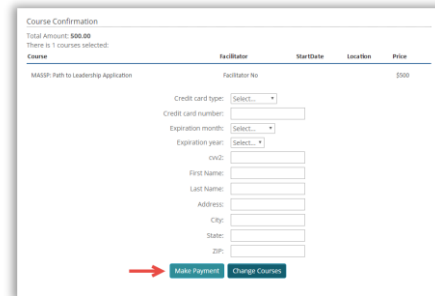 Course Confirmation
Total Amount: 500.00
There is 1 courses selected:
Course Facilitator StartDate Location Price
MASSP: Path to Leadership Application Facilitator No $500
Credit card type: Select...
Credit card number:
Expiration month: Select...
Expiration year: Select...
cvv2:
First Name:
Last Name:
Address:
City:
State:
ZIP:
Make Payment Change Courses